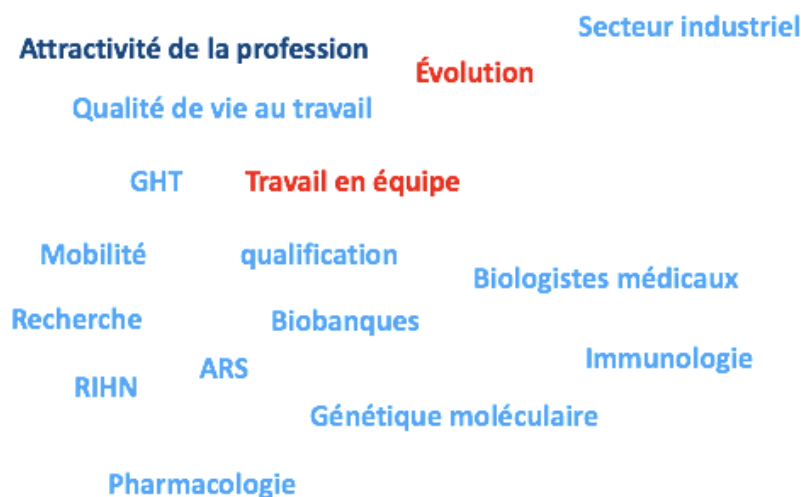 Secteur industriel
Attractivité de la profession
Évolution
Qualité de vie au travail
GHT
Travail en équipe
Mobilité
qualification
Biologistes médicaux
Recherche
Biobanques
Immunologie
ARS
RIHN
Génétique moléculaire
Pharmacologie